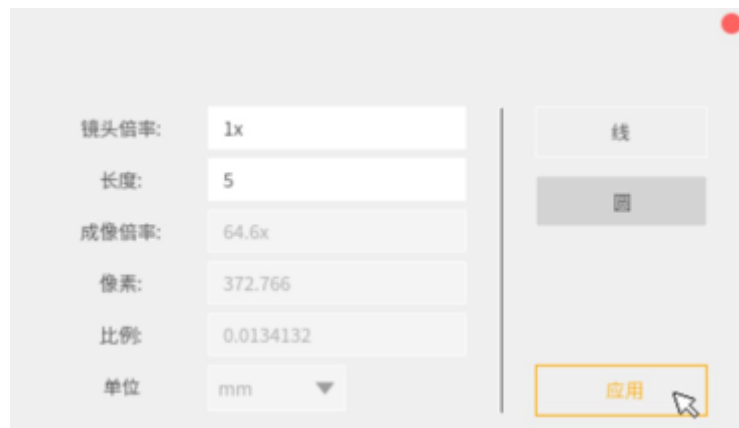 镜头倍率: 1x
线
长度: 5
圆
成像倍率: 64.6x
像素: 372.766
比例: 0.0134132
单位 mm
应用